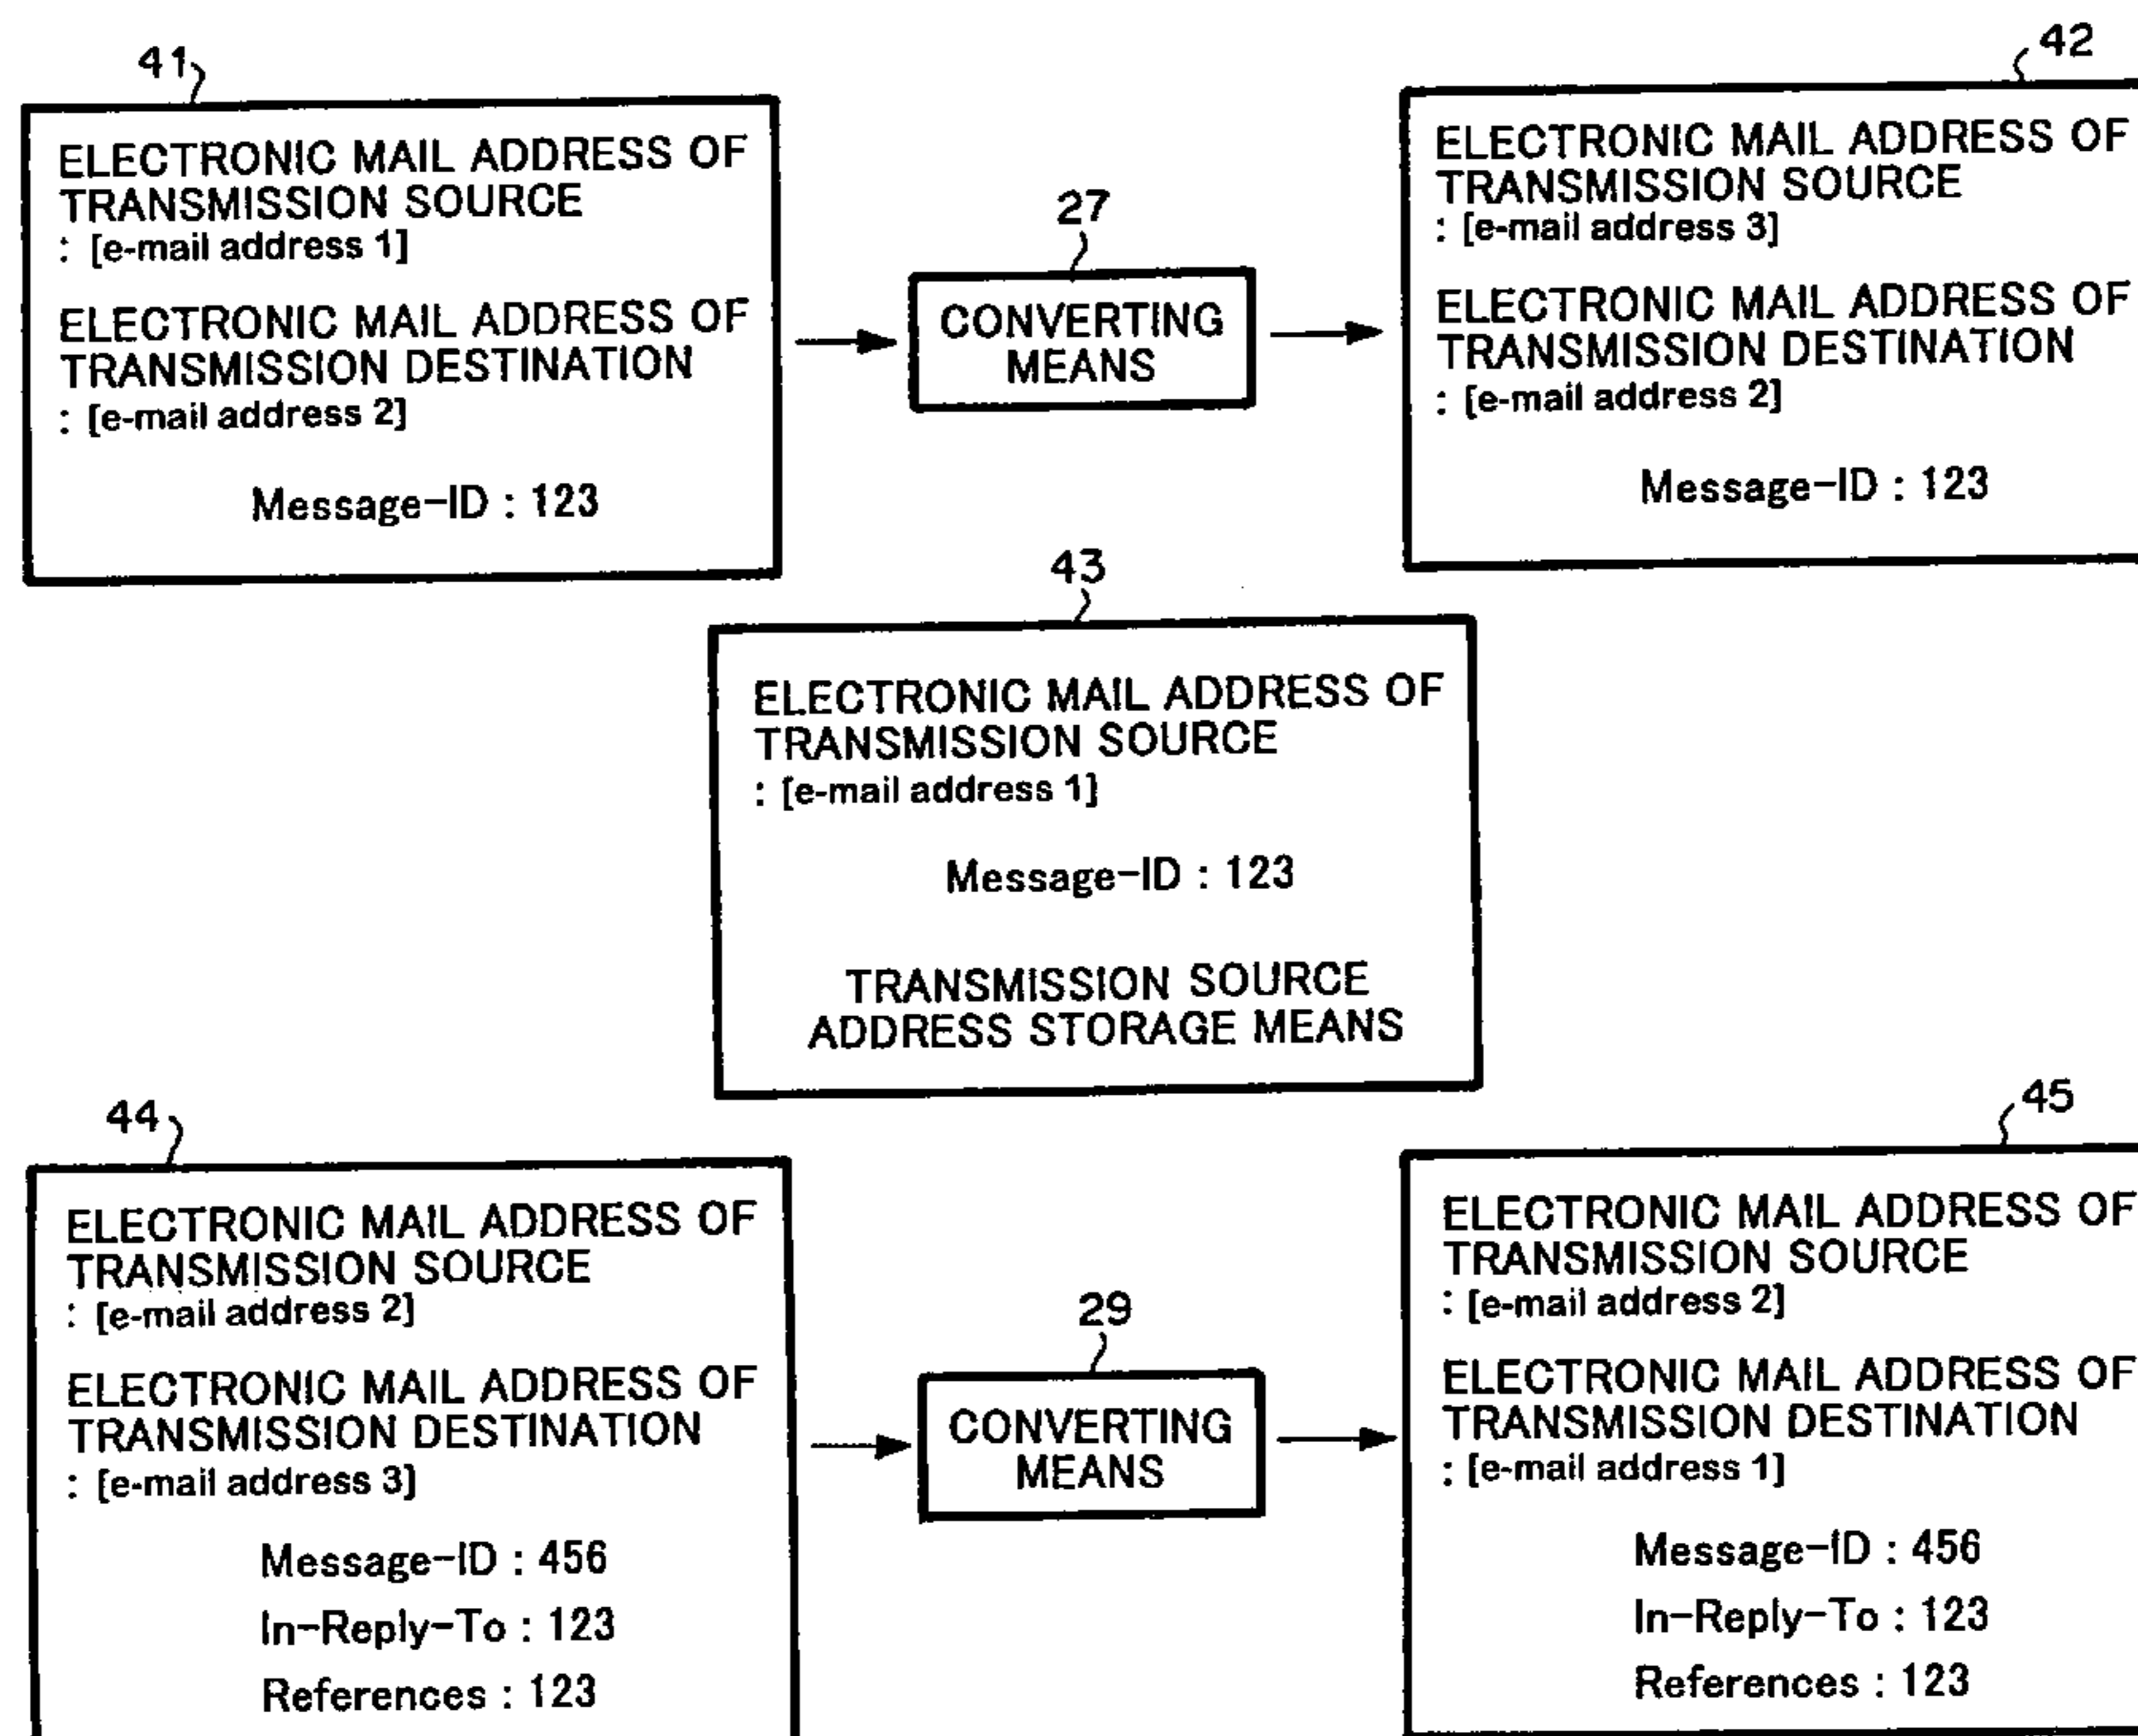 41
ELECTRONIC MAIL ADDRESS OF
TRANSMISSION SOURCE
: [e-mail address 1]
ELECTRONIC MAIL ADDRESS OF
TRANSMISSION DESTINATION
: [e-mail address 2]
Message-ID : 123
27
CONVERTING
MEANS
42
ELECTRONIC MAIL ADDRESS OF
TRANSMISSION SOURCE
: [e-mail address 3]
ELECTRONIC MAIL ADDRESS OF
TRANSMISSION DESTINATION
: [e-mail address 2]
Message-ID : 123
43
ELECTRONIC MAIL ADDRESS OF
TRANSMISSION SOURCE
: [e-mail address 1]
Message-ID : 123
TRANSMISSION SOURCE
ADDRESS STORAGE MEANS
44
ELECTRONIC MAIL ADDRESS OF
TRANSMISSION SOURCE
: [e-mail address 2]
ELECTRONIC MAIL ADDRESS OF
TRANSMISSION DESTINATION
: [e-mail address 3]
Message-ID : 456
In-Reply-To : 123
References : 123
29
CONVERTING
MEANS
45
ELECTRONIC MAIL ADDRESS OF
TRANSMISSION SOURCE
: [e-mail address 2]
ELECTRONIC MAIL ADDRESS OF
TRANSMISSION DESTINATION
: [e-mail address 1]
Message-ID : 456
In-Reply-To : 123
References : 123